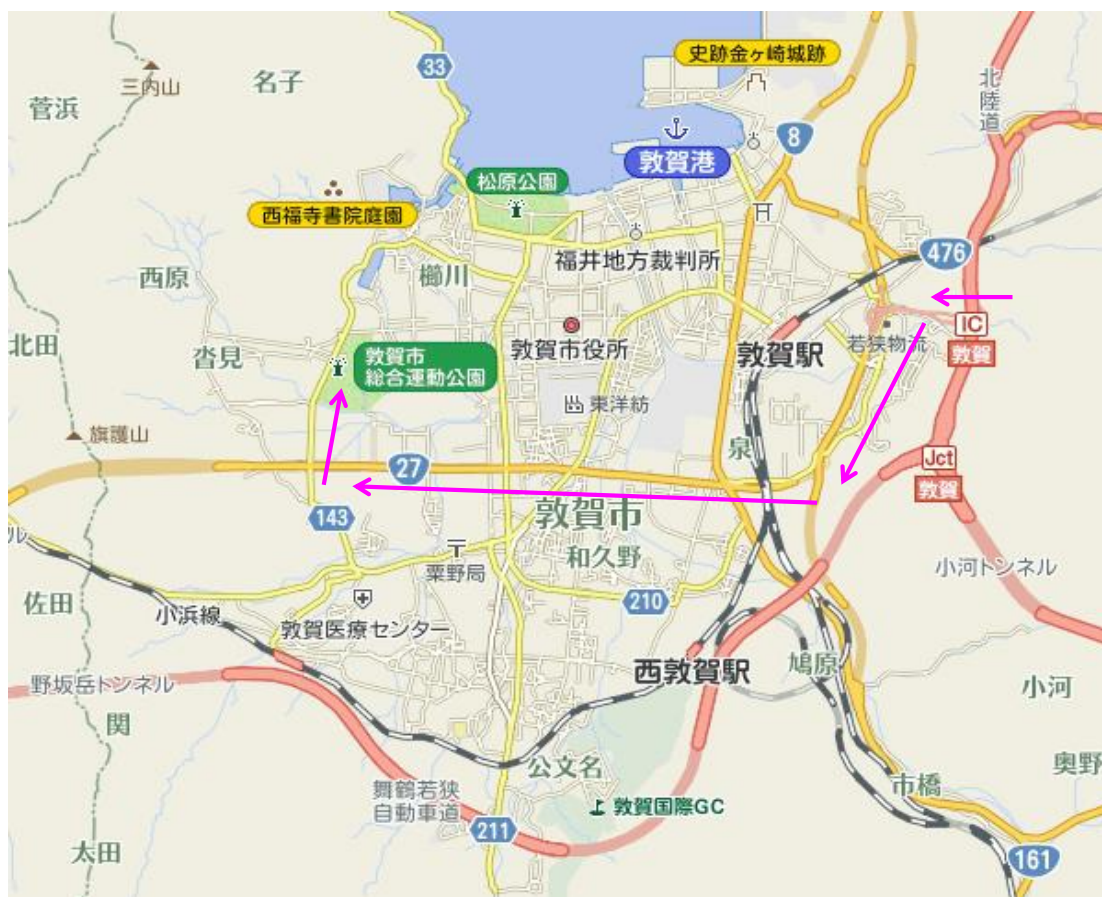 史跡金ヶ崎城跡
33
三内山
名子
菅浜
北陸道
8
敦賀港
松原公園
西福寺書院庭園
福井地方裁判所
476
西原
櫛川
IC
敦賀
北田
沓見
敦賀市
総合運動公園
敦賀市役所
敦賀駅
若狭物流
東洋紡
旗護山
泉
27
Jct
敦賀
143
敦賀市
ル
〒
粟野局
和久野
小河トンネル
佐田
小浜線
210
敦賀医療センター
西敦賀駅
鳩原
野坂岳トンネル
小河
関
公文名
奥野
舞鶴若狭
自動車道
敦賀国際GC
市橋
211
太田
161